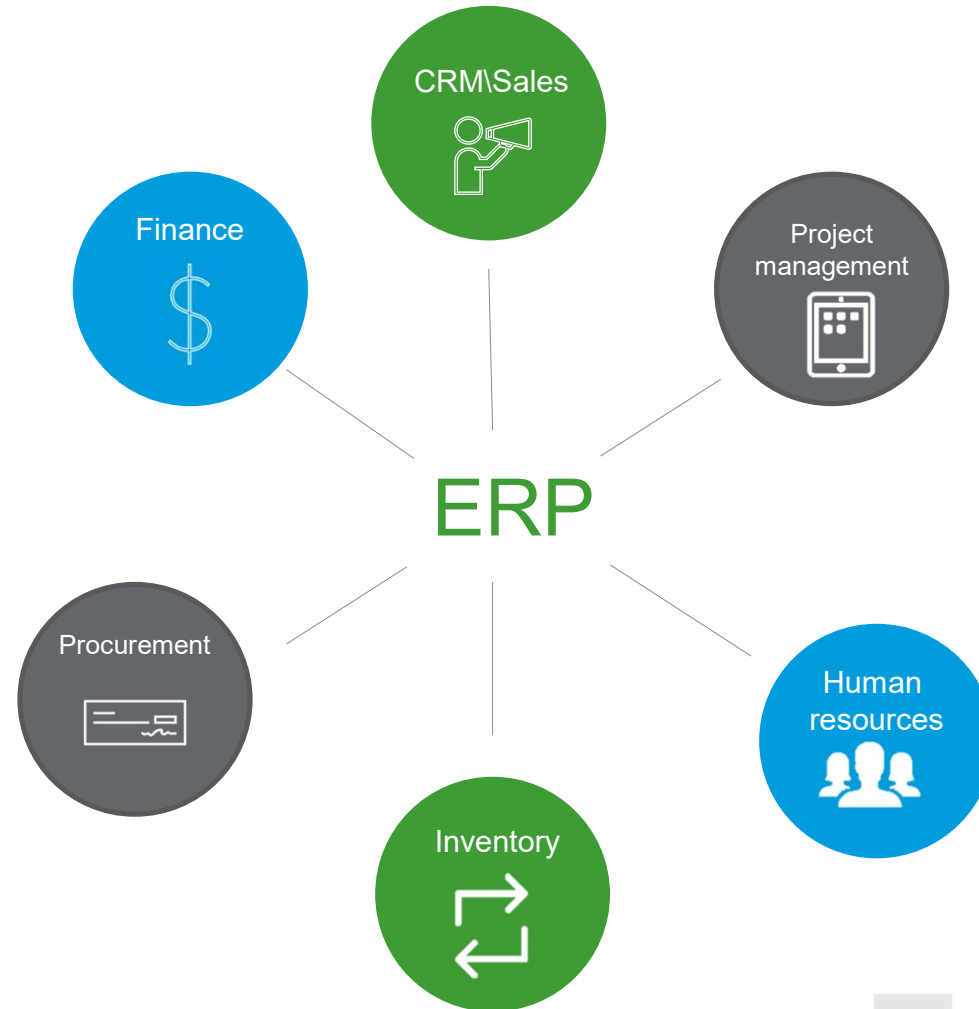 CRM\Sales
Finance
Project
management
ERP
Procurement
Human
resources
Inventory